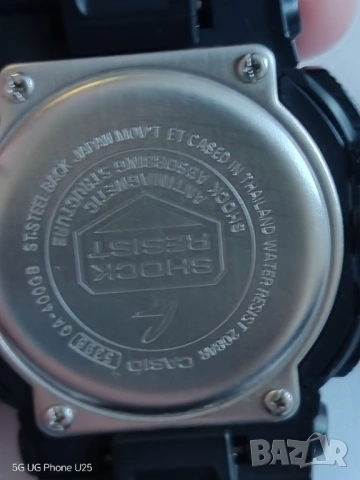 CASIO 5398 GA-400GB ST.STEEL BACK JAPAN MOV'T ET CASED IN THAILAND WATER RESIST 20BAR
SHOCK ABSORBING STRUCTURE
ANTIMAGNETIC
SHOCK
RESIST
G
5G UG Phone U25
bazar